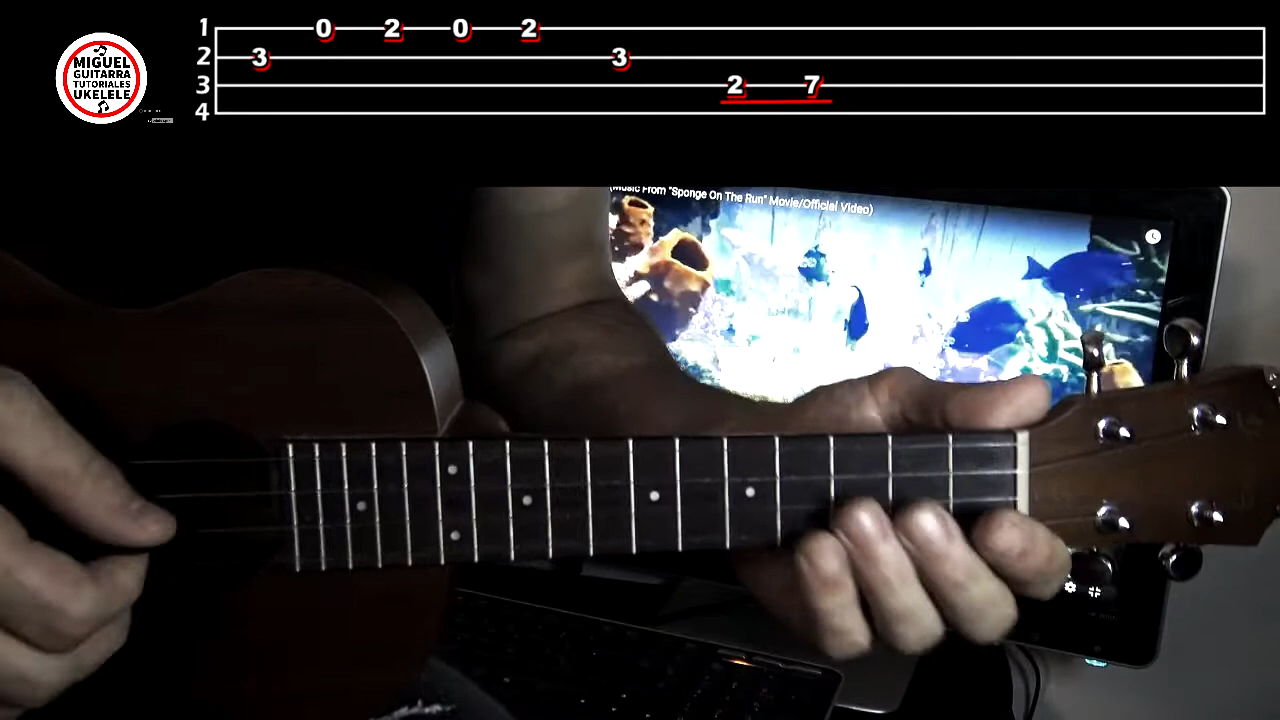 1 0 2 0 2
2 3 3
3 2 7
4
MIGUEL
GUITARRA
TUTORIALES
UKELELE
(Music From "Sponge On The Run" Movie/Official Video)